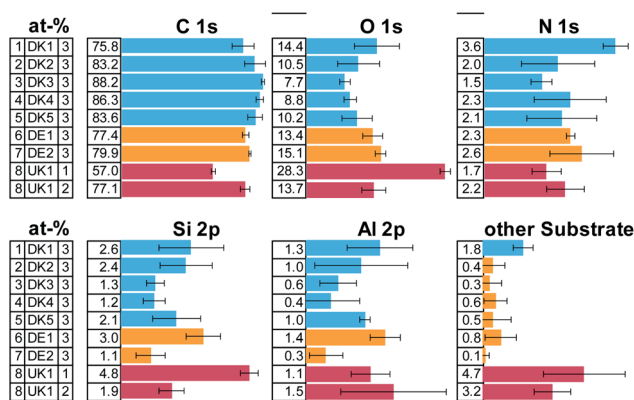 at-% C 1s O 1s N 1s
1 DK1 3 75.8 14.4 3.6
2 DK2 3 83.2 10.5 2.0
3 DK3 3 88.2 7.7 1.5
4 DK4 3 86.3 8.8 2.3
5 DK5 3 83.6 10.2 2.1
6 DE1 3 77.4 13.4 2.3
7 DE2 3 79.9 15.1 2.6
8 UK1 1 57.0 28.3 1.7
8 UK1 2 77.1 13.7 2.2
at-% Si 2p Al 2p other Substrate
1 DK1 3 2.6 1.3 1.8
2 DK2 3 2.4 1.0 0.4
3 DK3 3 1.3 0.6 0.3
4 DK4 3 1.2 0.4 0.6
5 DK5 3 2.1 1.0 0.5
6 DE1 3 3.0 1.4 0.8
7 DE2 3 1.1 0.3 0.1
8 UK1 1 4.8 1.1 4.7
8 UK1 2 1.9 1.5 3.2